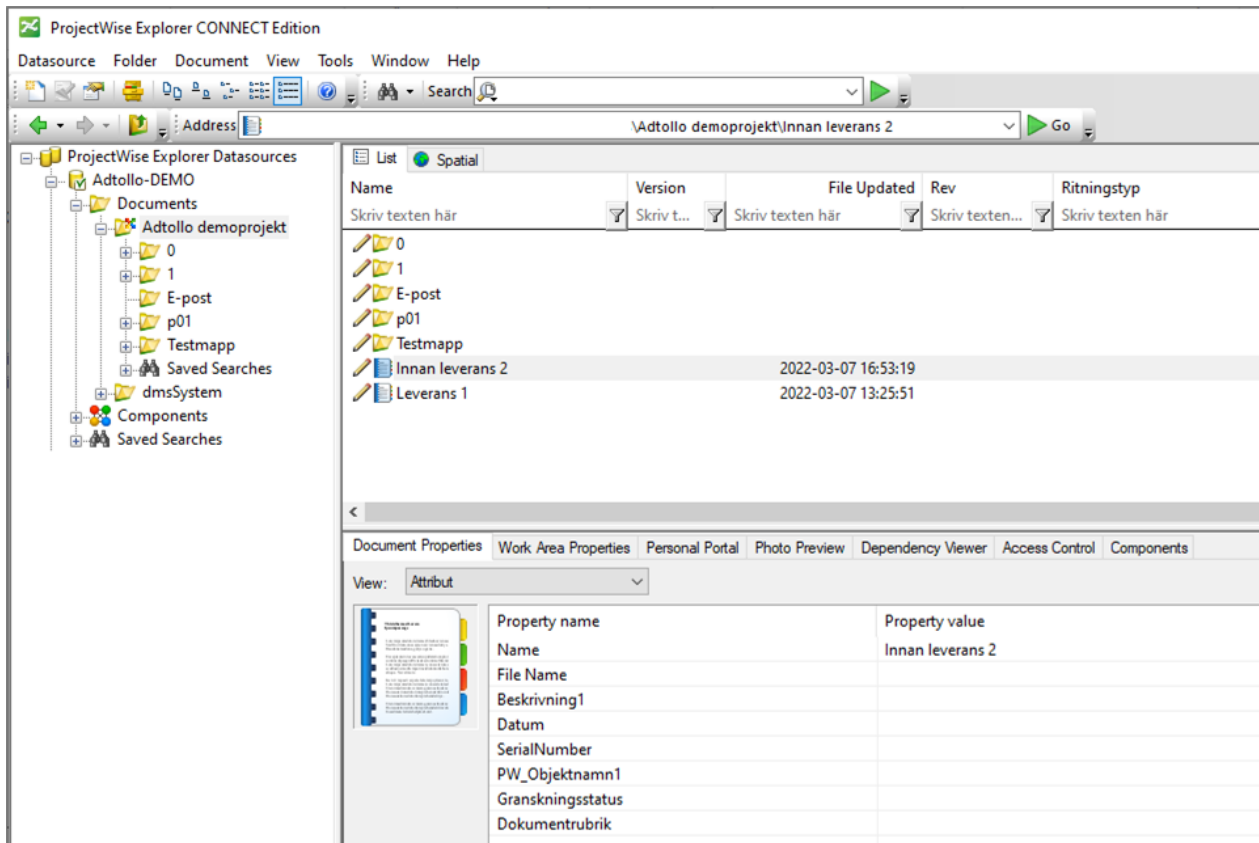 ProjectWise Explorer CONNECT Edition
Datasource Folder Document View Tools Window Help
Search
Address \Adtollo demoprojekt\Innan leverans 2 Go
ProjectWise Explorer Datasources
Adtollo-DEMO
Documents
Adtollo demoprojekt
0
1
E-post
p01
Testmapp
Saved Searches
dmsSystem
Components
Saved Searches
List Spatial
Name Version File Updated Rev Ritningstyp
Skriv texten här Skriv t... Skriv texten här Skriv texten... Skriv texten här
0
1
E-post
p01
Testmapp
Innan leverans 2 2022-03-07 16:53:19
Leverans 1 2022-03-07 13:25:51
Document Properties Work Area Properties Personal Portal Photo Preview Dependency Viewer Access Control Components
View: Attribut
Property name Property value
Name Innan leverans 2
File Name
Beskrivning1
Datum
SerialNumber
PW_Objektnamn1
Granskningsstatus
Dokumentrubrik